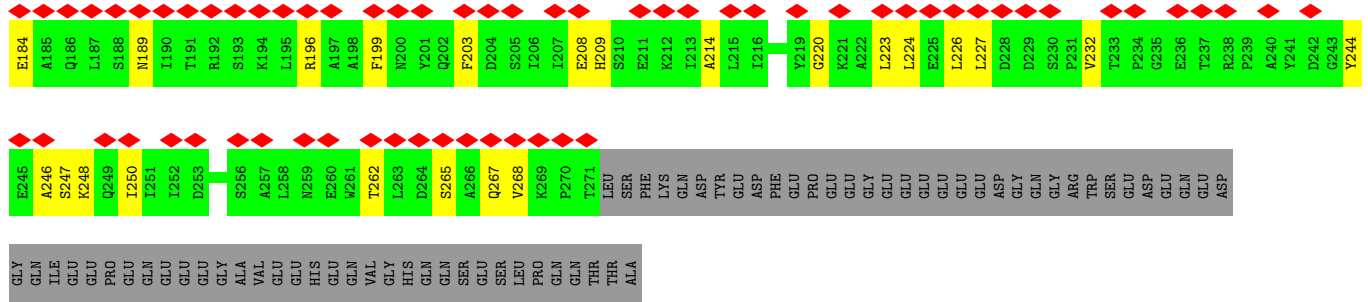 E184 A185 Q186 L187 S188 N189 I190 T191 R192 S193 K194 L195 R196 A197 A198 F199 N200 Y201 Q202 F203 D204 S205 I206 I207 E208 H209 S210 E211 K212 I213 A214 L215 I216 Y219 G220 K221 A222 L223 L224 E225 L226 L227 D228 D229 S230 P231 V232 T233 P234 G235 E236 T237 R238 P239 A240 Y241 D242 G243 Y244
E245 A246 S247 K248 Q249 I250 I251 I252 D253 S256 A257 L258 N259 E260 W261 T262 L263 D264 S265 A266 Q267 V268 K269 P270 T271 LEU SER PHE LYS GLN ASP TYR GLU ASP PHE GLU PRO GLU GLU GLY GLU GLU GLU GLU GLU GLU ASP GLY GLN GLY ARG TRP SER GLU ASP GLU GLN GLU ASP
GLY GLN ILE GLU GLU PRO GLU GLN GLU GLU GLU GLY ALA VAL GLU GLU HIS GLU GLN VAL GLY HIS GLN GLN SER GLU SER LEU PRO GLN GLN THR THR ALA